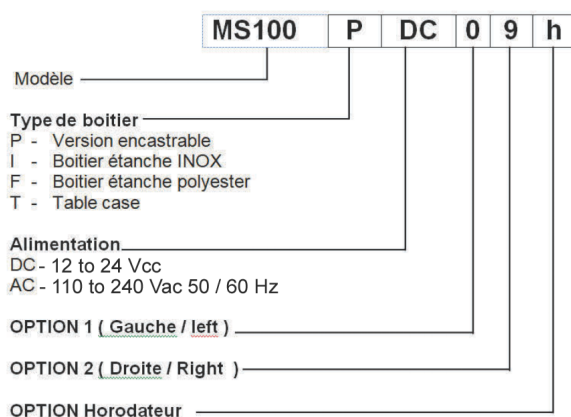 MS100 P DC 0 9 h
Modèle
Type de boitier
P - Version encastrable
I - Boitier étanche INOX
F - Boitier étanche polyester
T - Table case
Alimentation
DC - 12 to 24 Vcc
AC - 110 to 240 Vac 50 / 60 Hz
OPTION 1 ( Gauche / left )
OPTION 2 ( Droite / Right )
OPTION Horodateur